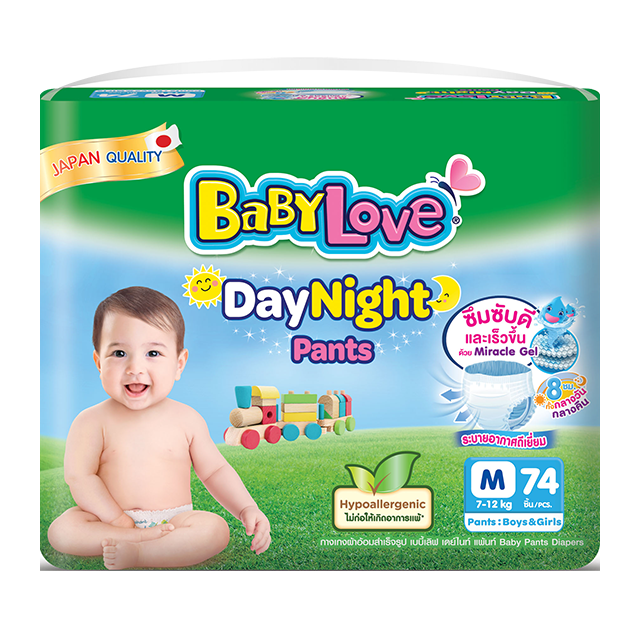 74 M
BABYLOVE
DAYNIGHT
JAPAN QUALITY
BABYLOVE®
DayNight
Pants
ซึมซับดี
และเร็วขึ้น
ด้วย Miracle Gel
8 ชม.
ทั้งกลางวัน
กลางคืน
ระบายอากาศดีเยี่ยม
Hypoallergenic
ไม่ก่อให้เกิดอาการแพ้*
M 74
7-12 kg ชิ้น/PCS.
Pants : Boys & Girls
กางเกงผ้าอ้อมสำเร็จรูป เบบี้เลิฟ เดย์ไนท์ แพ้นท์ Baby Pants Diapers